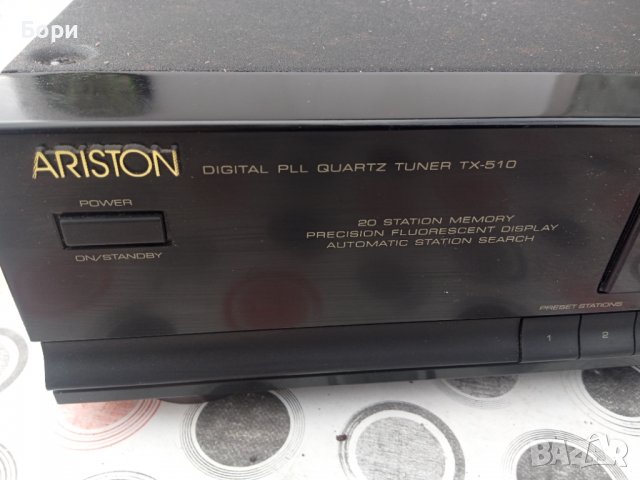 Бори
ARISTON DIGITAL PLL QUARTZ TUNER TX-510
POWER
ON/STANDBY
20 STATION MEMORY
PRECISION FLUORESCENT DISPLAY
AUTOMATIC STATION SEARCH
PRESET STATIONS
1 2
BAZAR